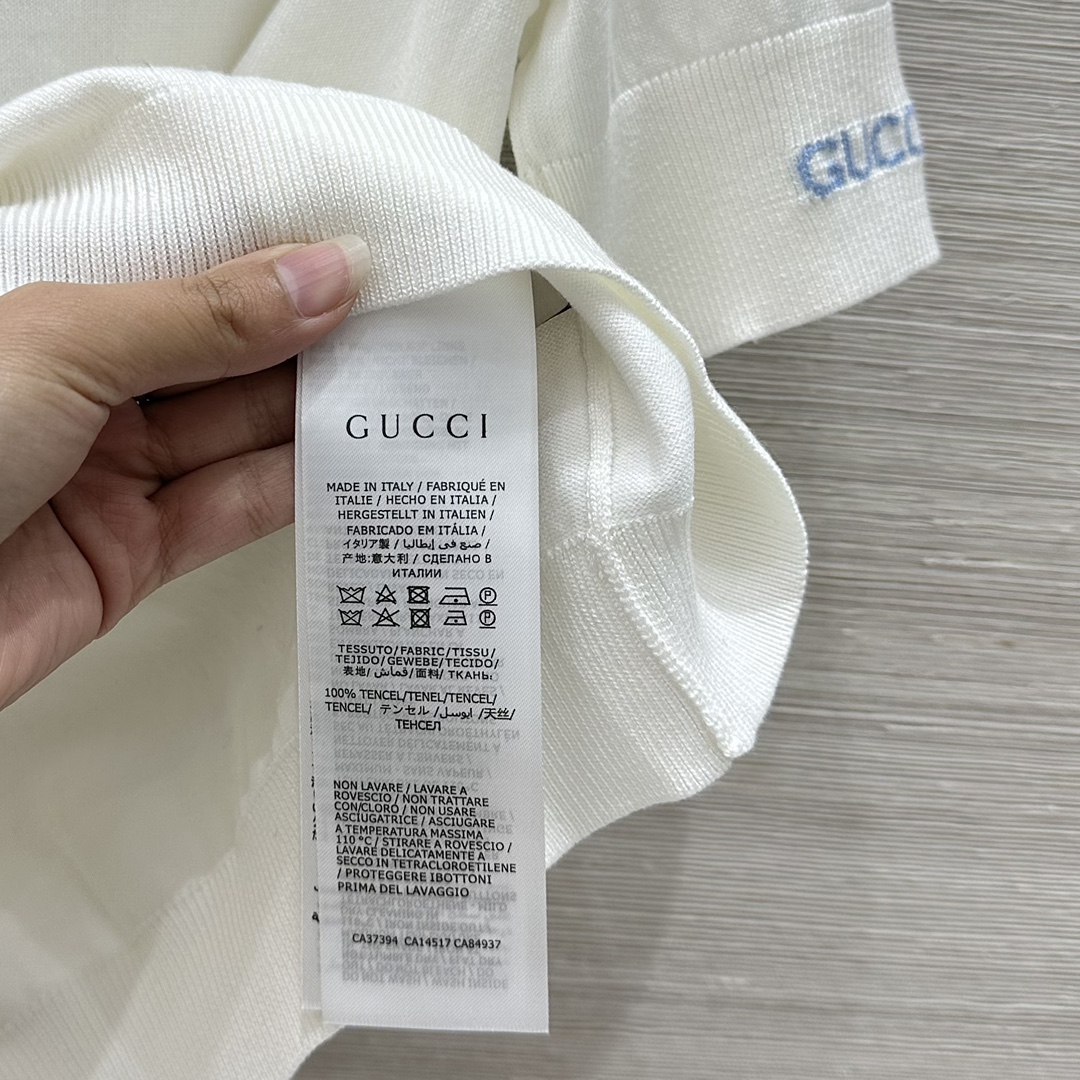 GUCC
GUCCI
MADE IN ITALY / FABRIQUÉ EN
ITALIE / HECHO EN ITALIA /
HERGESTELLT IN ITALIEN /
FABRICADO EM ITÁLIA /
イタリア製 / صنع في إيطاليا /
产地:意大利 / СДЕЛАНО В
ИТАЛИИ
TESSUTO/FABRIC/TISSU/
TEJIDO/GEWEBE/TECIDO/
表地/قماش/面料/ ТКАНЬ:
100% TENCEL/TENEL/TENCEL/
TENCEL/ テンセル /ايوسل /天丝/
ТЕНСЕЛ
NON LAVARE / LAVARE A
ROVESCIO / NON TRATTARE
CON/CLORO / NON USARE
ASCIUGATRICE / ASCIUGARE
A TEMPERATURA MASSIMA
110 °C / STIRARE A ROVESCIO /
LAVARE DELICATAMENTE A
SECCO IN TETRACLOROETILENE
/ PROTEGGERE IBOTTONI
PRIMA DEL LAVAGGIO
CA37394 CA14517 CA84937